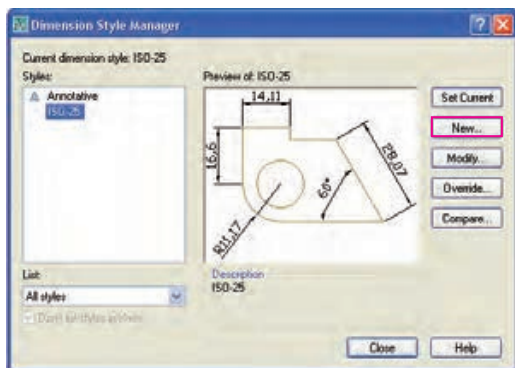 Dimension Style Manager
Current dimension style: ISO-25
Styles:
Annotative
ISO-25
Preview of: ISO-25
14,11
16,6
28,07
60°
R11,17
Set Current
New...
Modify...
Override...
Compare...
List:
All styles
Description
ISO-25
Close
Help